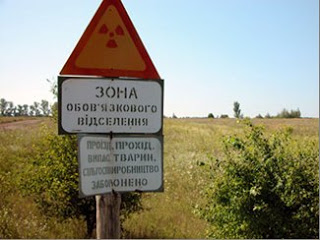 ЗОНА
ОБОВ'ЯЗКОВОГО
ВІДСЕЛЕННЯ
ПРОЇЗД, ПРОХІД,
ВИПАС ТВАРИН,
СІЛЬГОСПВИРОБНИЦТВО
ЗАБОРОНЕНО